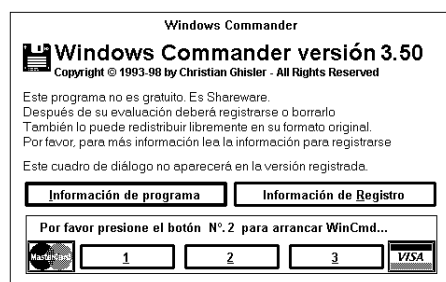 Windows Commander
Windows Commander versión 3.50
Copyright © 1993-98 by Christian Ghisler - All Rights Reserved
Este programa no es gratuito. Es Shareware.
Después de su evaluación deberá registrarse o borrarlo
También lo puede redistribuir libremente en su formato original.
Por favor, para más información lea la información para registrarse
Este cuadro de diálogo no aparecerá en la versión registrada.
Información de programa
Información de Registro
Por favor presione el botón Nº. 2 para arrancar WinCmd...
MasterCard 1 2 3 VISA